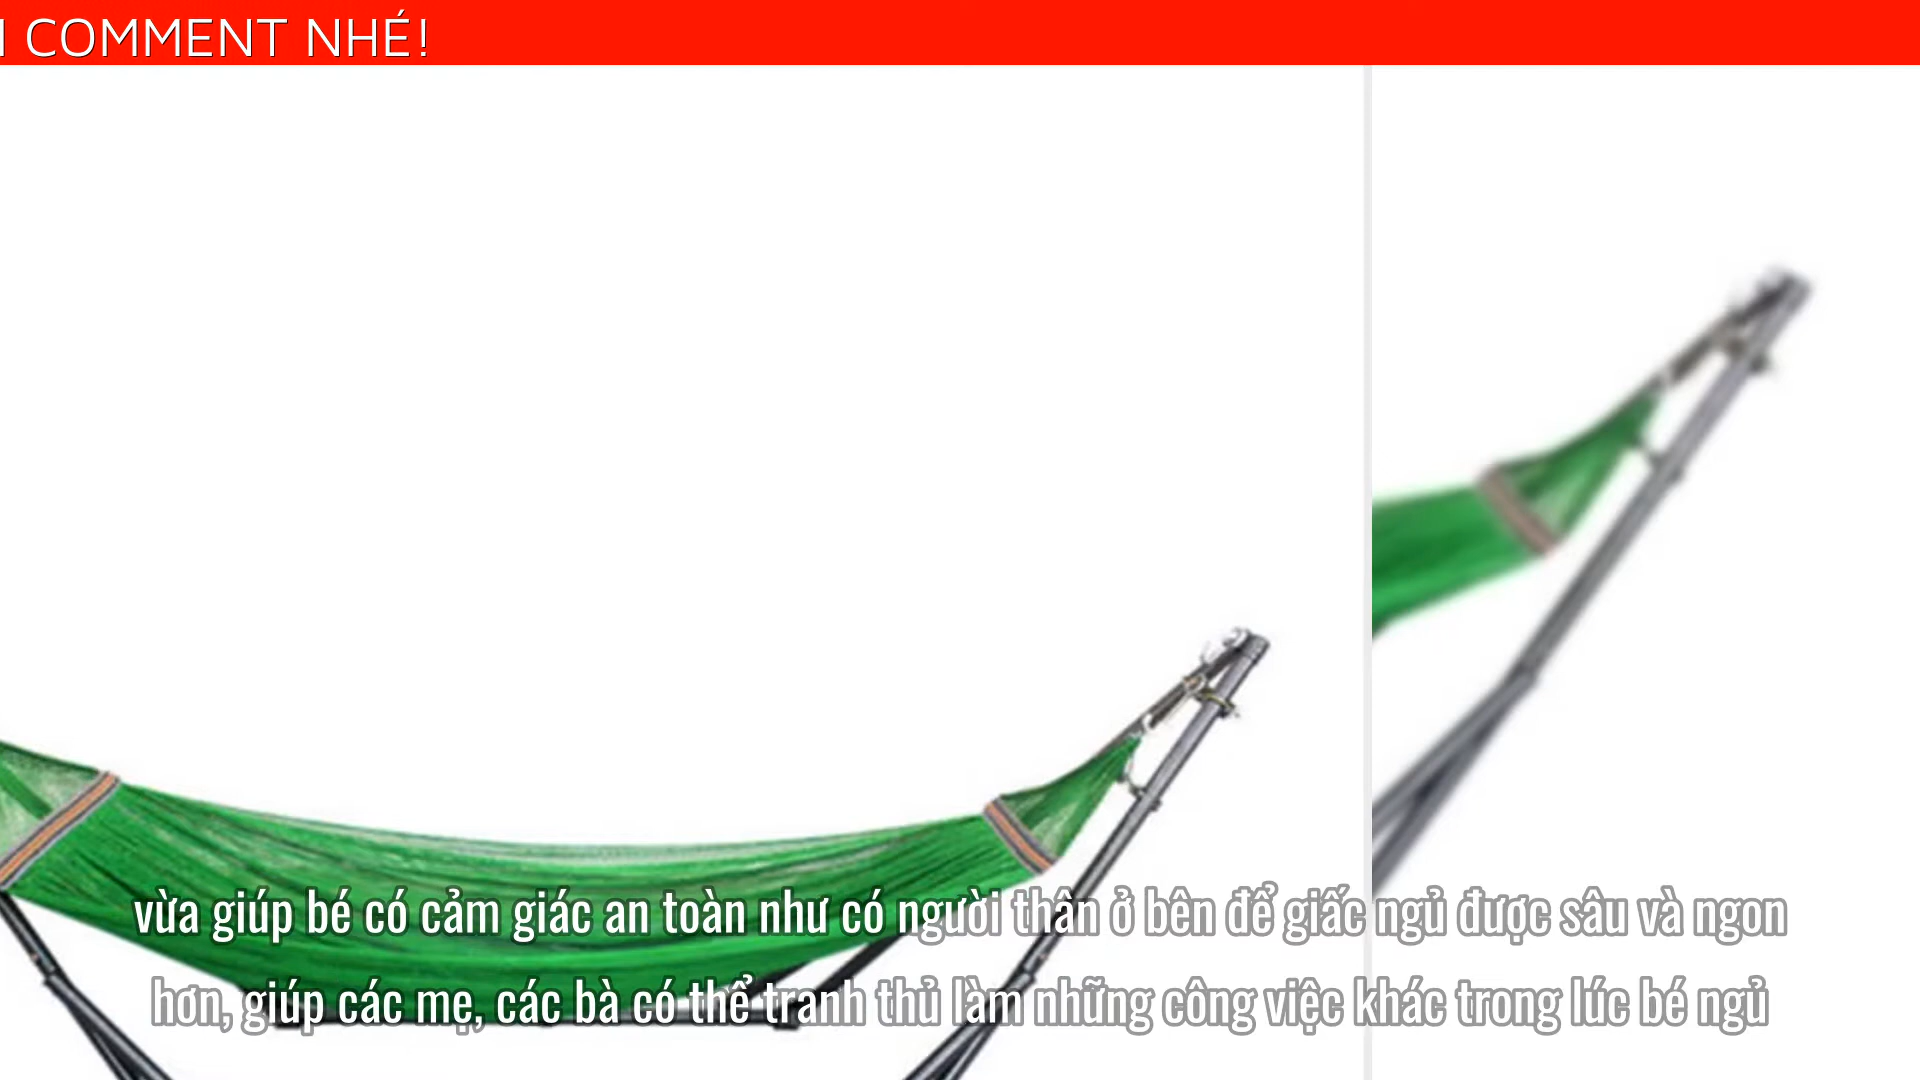 COMMENT NHÉ!
vừa giúp bé có cảm giác an toàn như có người thân ở bên để giấc ngủ được sâu và ngon
hơn, giúp các mẹ, các bà có thể tranh thủ làm những công việc khác trong lúc bé ngủ